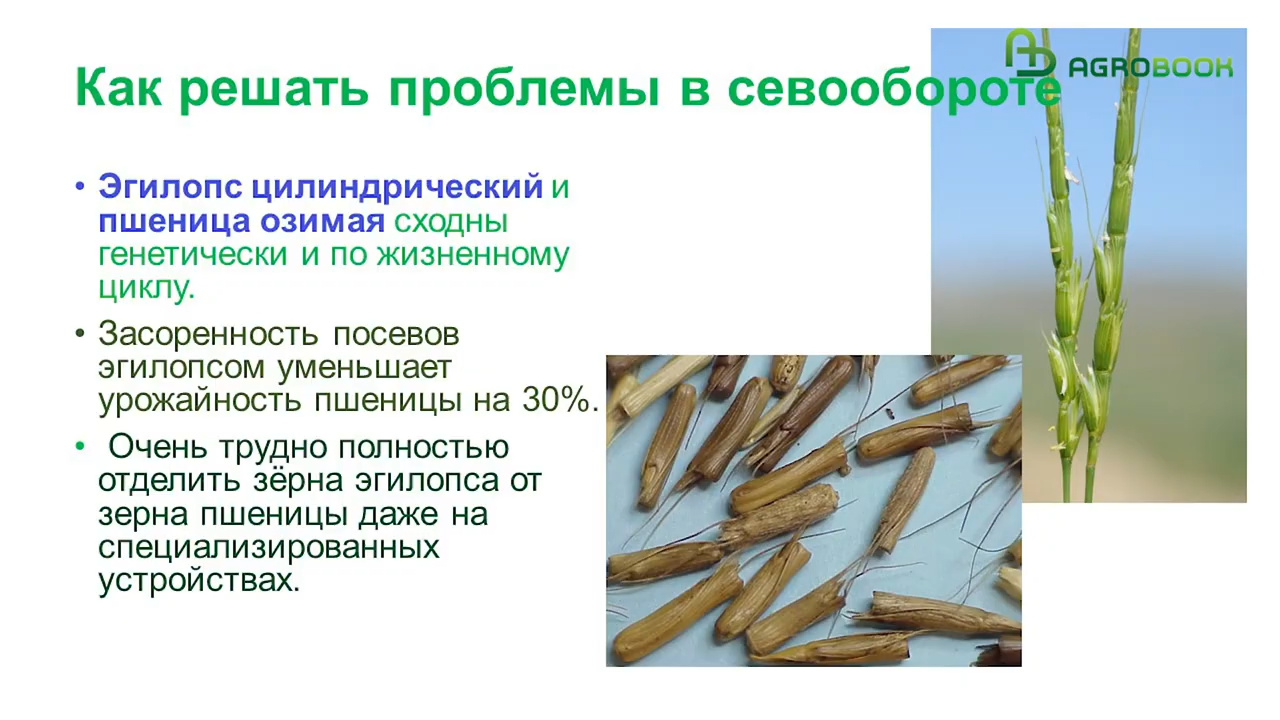 AGROBOOK
Как решать проблемы в севообороте
• Эгилопс цилиндрический и
пшеница озимая сходны
генетически и по жизненному
циклу.
• Засоренность посевов
эгилопсом уменьшает
урожайность пшеницы на 30%.
• Очень трудно полностью
отделить зёрна эгилопса от
зерна пшеницы даже на
специализированных
устройствах.